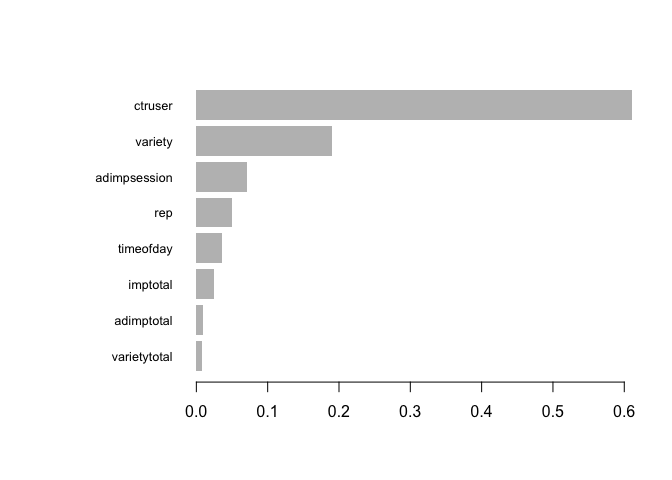 ctruser
variety
adimpsession
rep
timeofday
imptotal
adimptotal
varietytotal
0.0 0.1 0.2 0.3 0.4 0.5 0.6